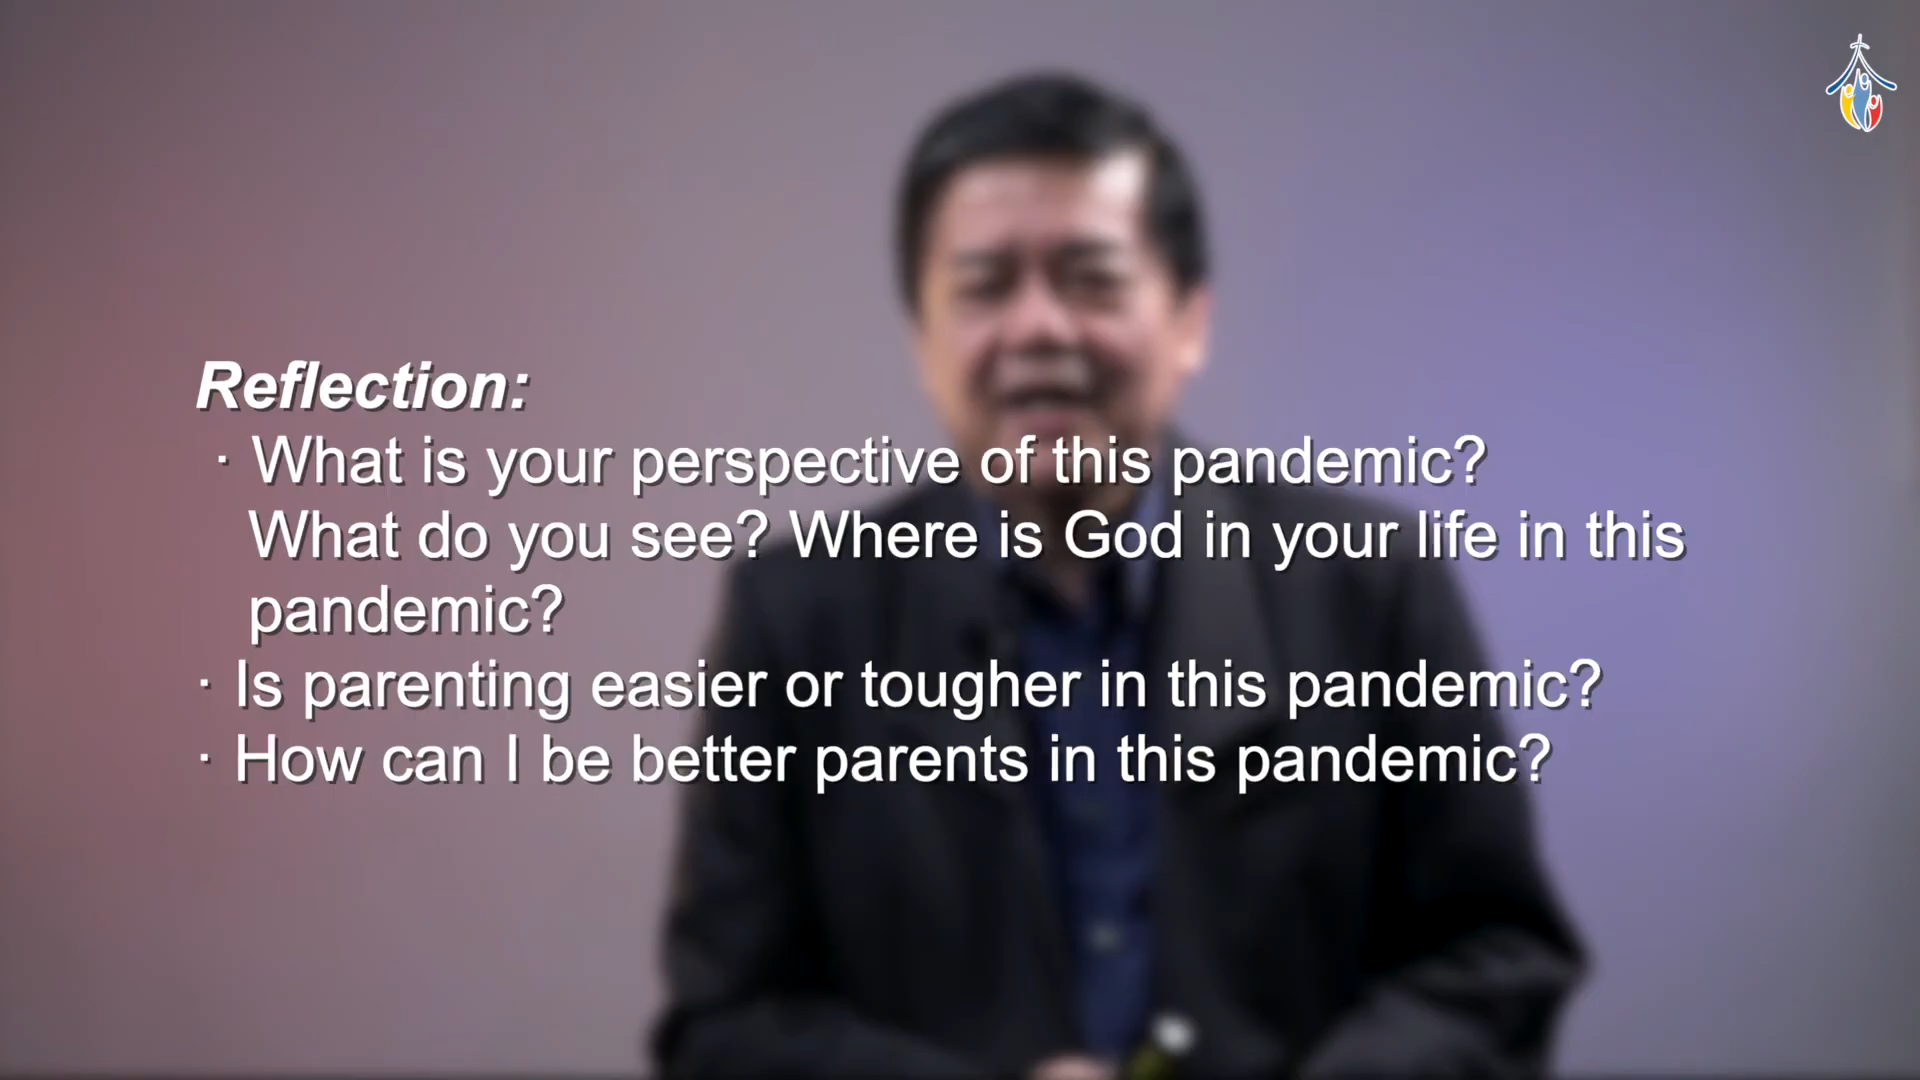 Reflection:
· What is your perspective of this pandemic?
What do you see? Where is God in your life in this
pandemic?
· Is parenting easier or tougher in this pandemic?
· How can I be better parents in this pandemic?